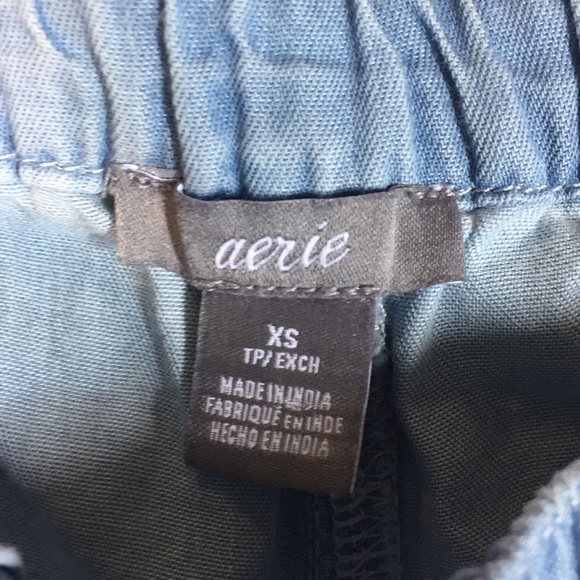 aerie
XS
TP/EXCH
MADE IN INDIA
FABRIQUÉ EN INDE
HECHO EN INDIA